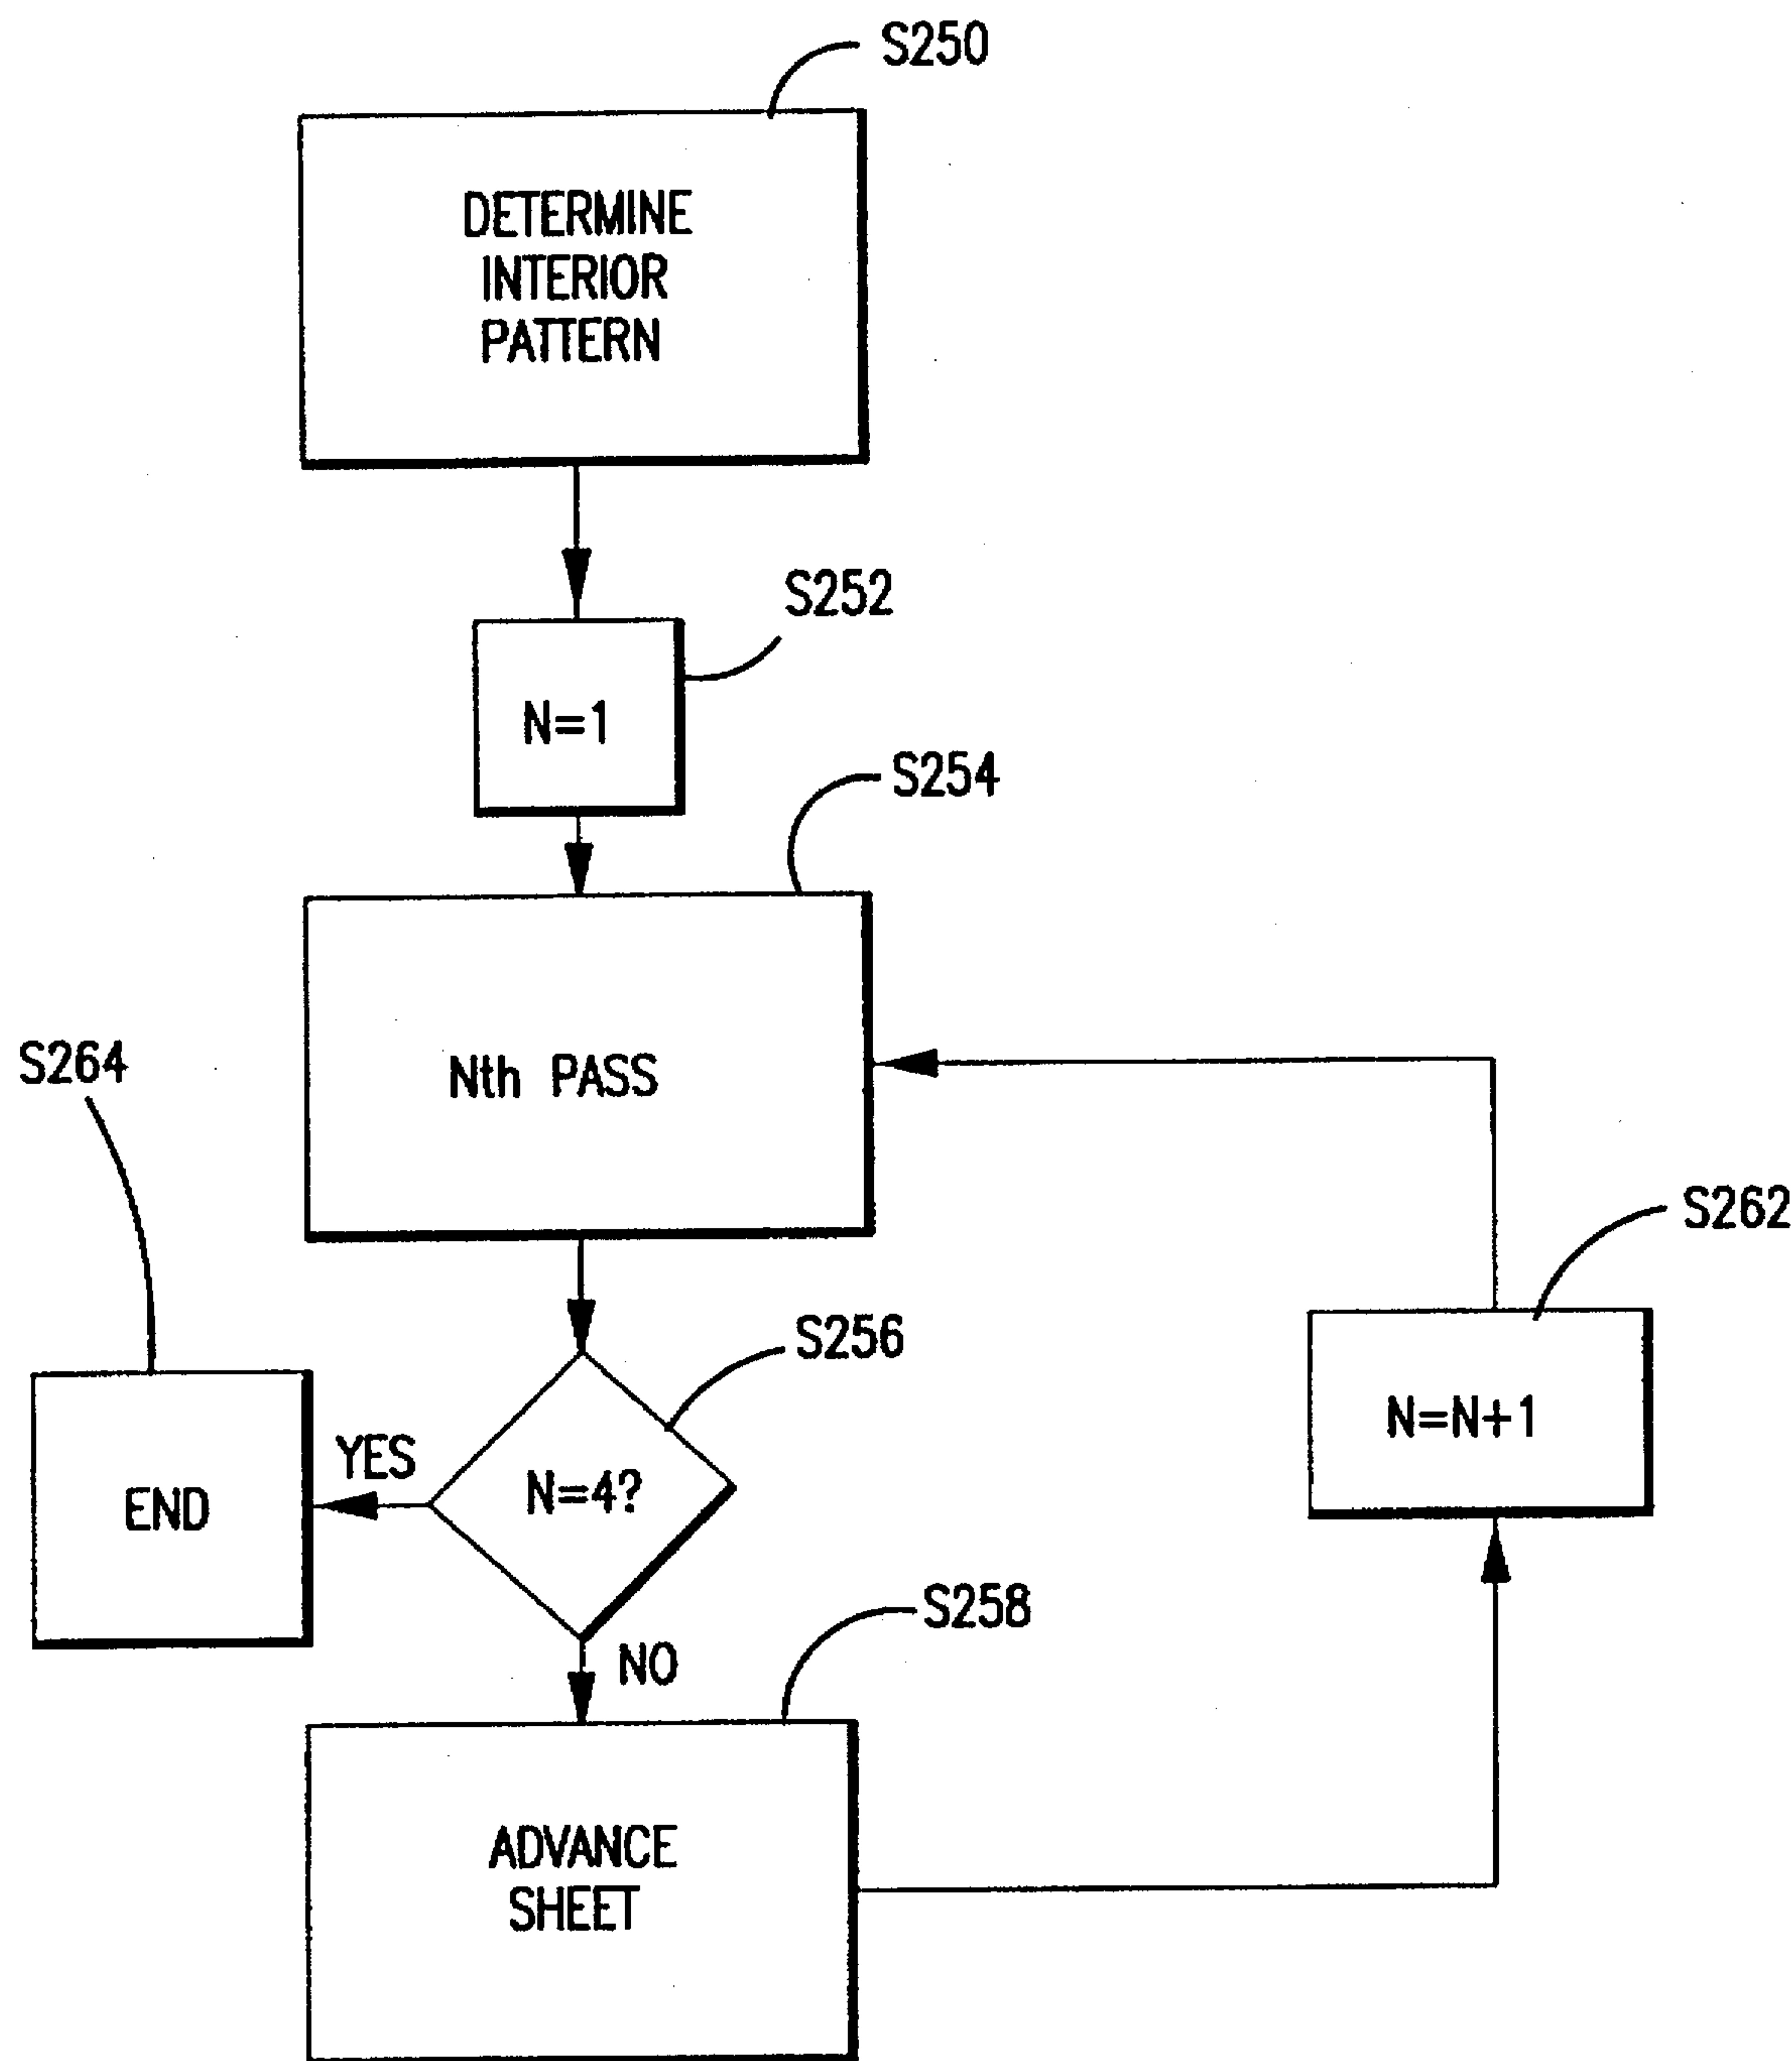 S250
DETERMINE
INTERIOR
PATTERN
S252
N=1
S254
Nth PASS
S264
S262
S256
END
YES
N=4?
N=N+1
NO
S258
ADVANCE
SHEET